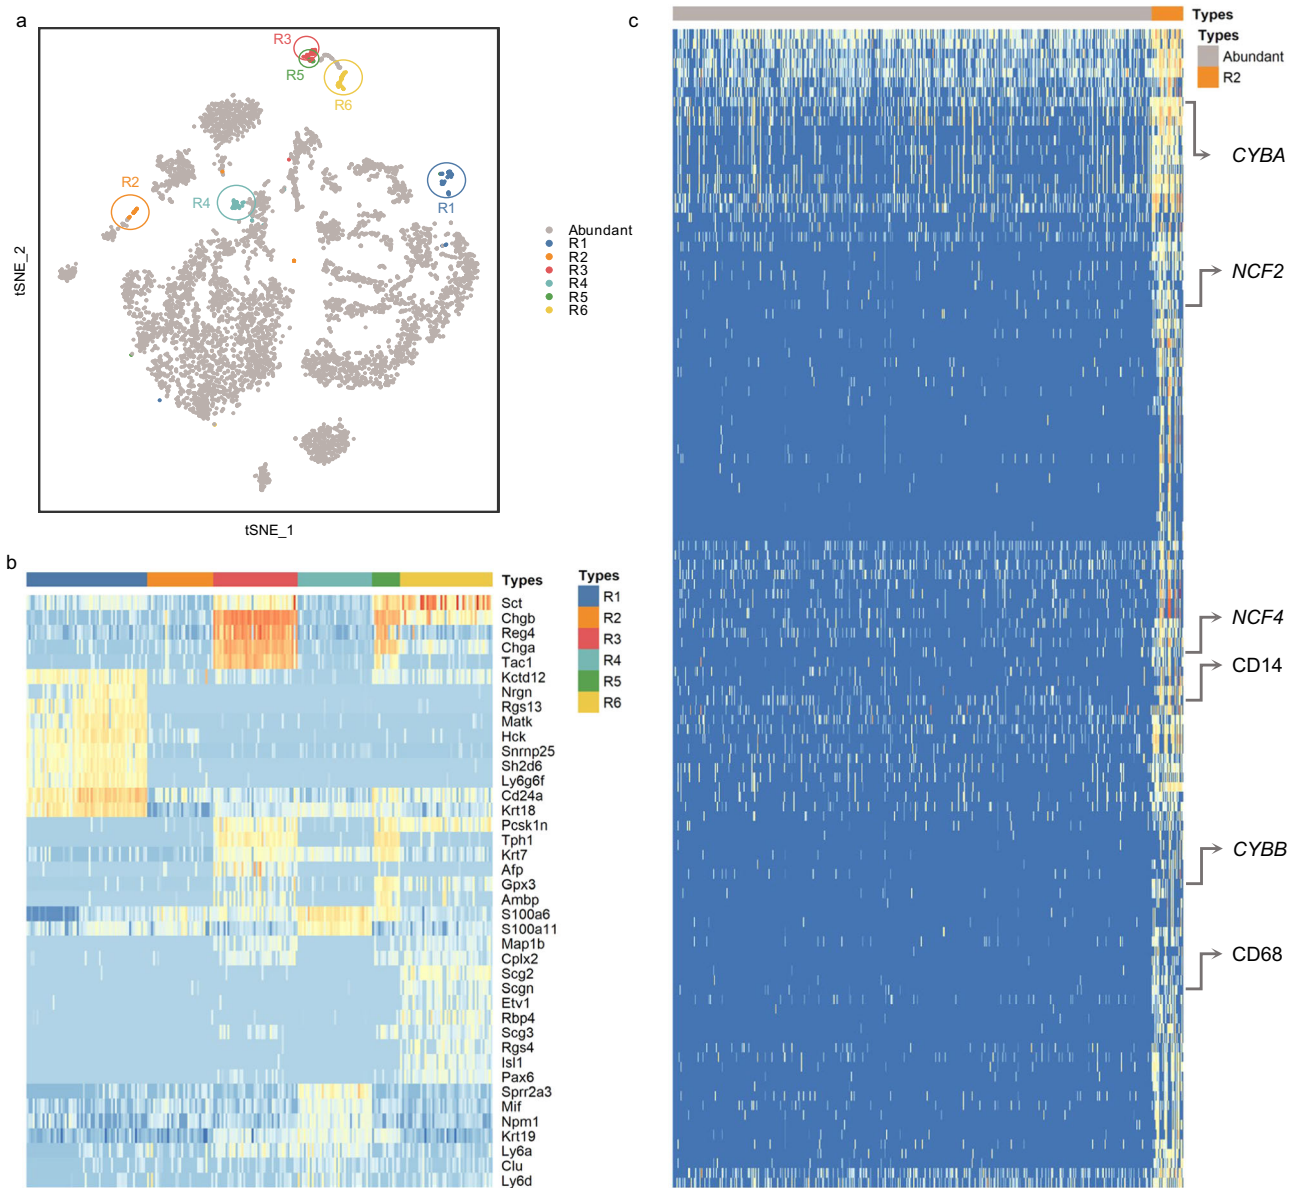 a
R3
R5
R6
R2
R4
R1
tSNE_2
tSNE_1
Abundant
R1
R2
R3
R4
R5
R6
b
Types
Sct
Chgb
Reg4
Chga
Tac1
Kctd12
Nrgn
Rgs13
Matk
Hck
Snrnp25
Sh2d6
Ly6g6f
Cd24a
Krt18
Pcsk1n
Tph1
Krt7
Afp
Gpx3
Ambp
S100a6
S100a11
Map1b
Cplx2
Scg2
Scgn
Etv1
Rbp4
Scg3
Rgs4
Isl1
Pax6
Sprr2a3
Mif
Npm1
Krt19
Ly6a
Clu
Ly6d
Types
R1
R2
R3
R4
R5
R6
c
Types
Types
Abundant
R2
CYBA
NCF2
NCF4
CD14
CYBB
CD68